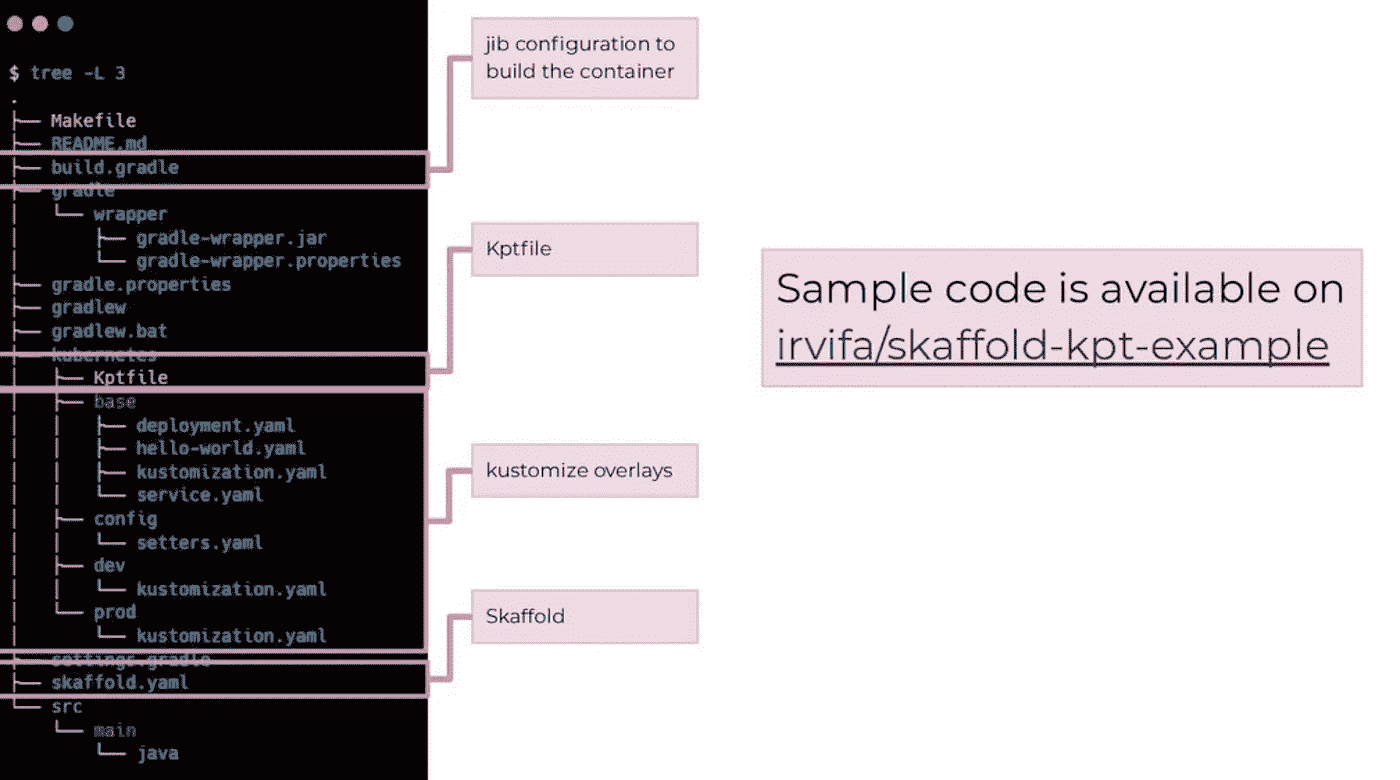 $ tree -L 3
.
├── Makefile
├── README.md
├── build.gradle
├── gradle
│   └── wrapper
│       ├── gradle-wrapper.jar
│       └── gradle-wrapper.properties
├── gradle.properties
├── gradlew
├── gradlew.bat
├── kubernetes
│   ├── Kptfile
│   ├── base
│   │   ├── deployment.yaml
│   │   ├── hello-world.yaml
│   │   ├── kustomization.yaml
│   │   └── service.yaml
│   ├── config
│   │   └── setters.yaml
│   ├── dev
│   │   └── kustomization.yaml
│   └── prod
│       └── kustomization.yaml
├── settings.gradle
├── skaffold.yaml
└── src
    └── main
        └── java
jib configuration to
build the container
Kptfile
kustomize overlays
Skaffold
Sample code is available on
irvifa/skaffold-kpt-example